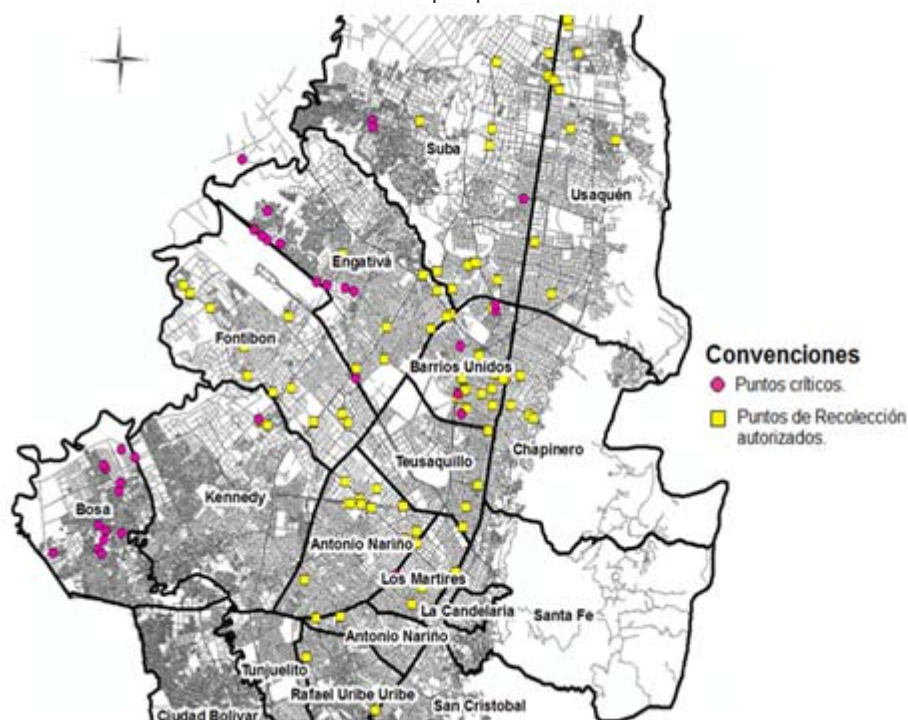 Suba
Usaquén
Engativá
Fontibon
Barrios Unidos
Convenciones
Puntos críticos.
Puntos de Recolección
autorizados.
Chapinero
Teusaquillo
Kennedy
Bosa
Antonio Nariño
Los Martires
La Candelaria
Santa Fe
Antonio Nariño
Tunjuelito
Rafael Uribe Uribe
San Cristobal
Ciudad Bolivar